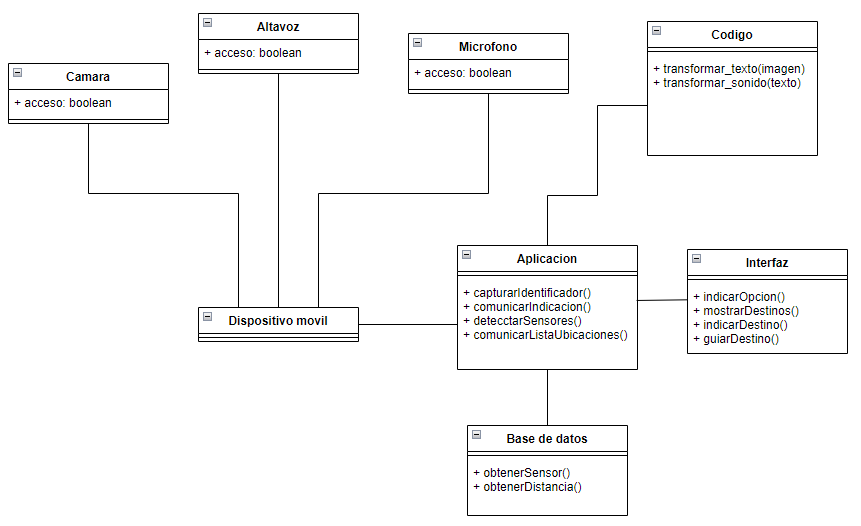 Camara
+ acceso: boolean
Altavoz
+ acceso: boolean
Microfono
+ acceso: boolean
Codigo
+ transformar_texto(imagen)
+ transformar_sonido(texto)
Dispositivo movil
Aplicacion
+ capturarIdentificador()
+ comunicarIndicacion()
+ detecctarSensores()
+ comunicarListaUbicaciones()
Interfaz
+ indicarOpcion()
+ mostrarDestinos()
+ indicarDestino()
+ guiarDestino()
Base de datos
+ obtenerSensor()
+ obtenerDistancia()